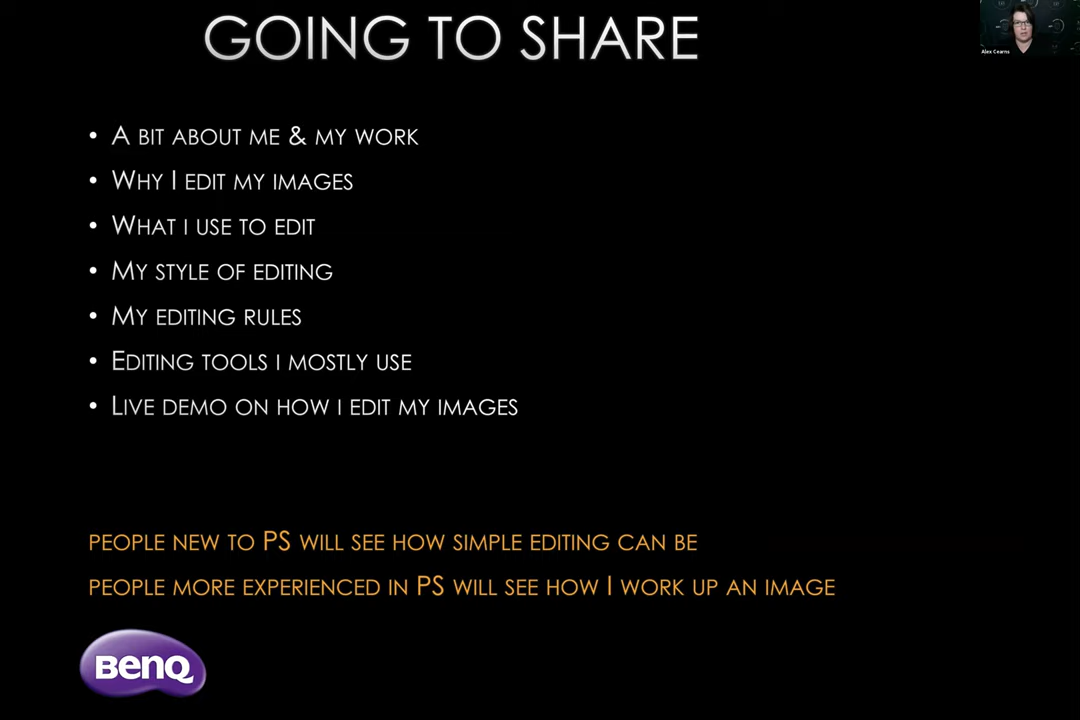 GOING TO SHARE
Alex Cearns
• A BIT ABOUT ME & MY WORK
• WHY I EDIT MY IMAGES
• WHAT I USE TO EDIT
• MY STYLE OF EDITING
• MY EDITING RULES
• EDITING TOOLS I MOSTLY USE
• LIVE DEMO ON HOW I EDIT MY IMAGES
PEOPLE NEW TO PS WILL SEE HOW SIMPLE EDITING CAN BE
PEOPLE MORE EXPERIENCED IN PS WILL SEE HOW I WORK UP AN IMAGE
BenQ